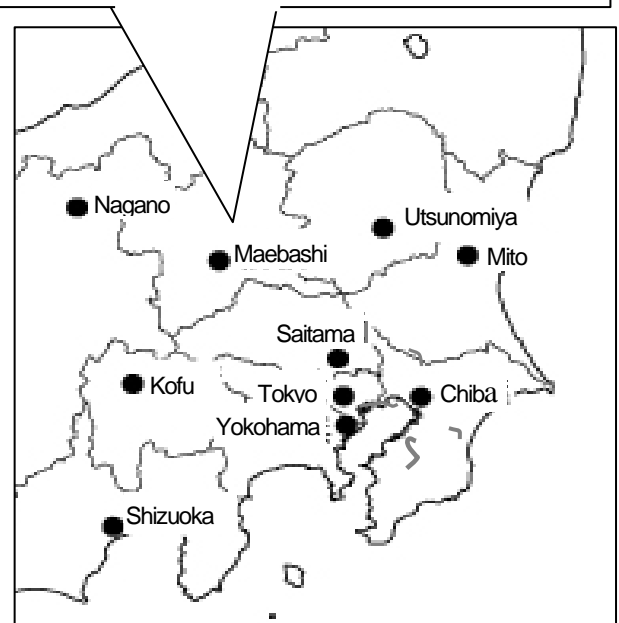 Nagano
Utsunomiya
Maebashi
Mito
Saitama
Kofu
Tokyo
Chiba
Yokohama
Shizuoka